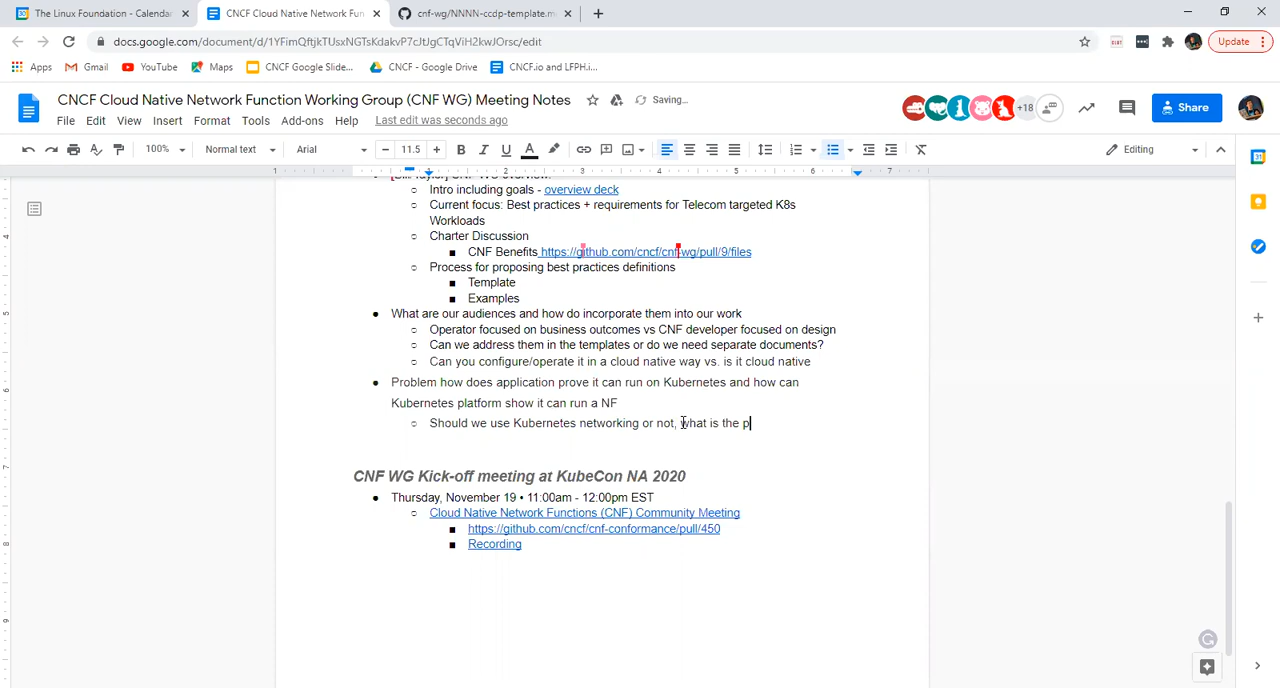 The Linux Foundation - Calendar
CNCF Cloud Native Network Fun
cnf-wg/NNNN-ccdp-template.m
docs.google.com/document/d/1YFimQftjkTUsxNGTsKdakvP7cJtJgCTqViH2kwJOrsc/edit
Update
Apps
Gmail
YouTube
Maps
CNCF Google Slide...
CNCF - Google Drive
CNCF.io and LFPH.i...
CNCF Cloud Native Network Function Working Group (CNF WG) Meeting Notes
Saving...
+18
Share
File Edit View Insert Format Tools Add-ons Help Last edit was seconds ago
100% Normal text Arial 11.5 Editing
1 1 2 3 4 5 6 7
Intro including goals - overview deck
Current focus: Best practices + requirements for Telecom targeted K8s
Workloads
Charter Discussion
CNF Benefits https://github.com/cncf/cnf-wg/pull/9/files
Process for proposing best practices definitions
Template
Examples
What are our audiences and how do incorporate them into our work
Operator focused on business outcomes vs CNF developer focused on design
Can we address them in the templates or do we need separate documents?
Can you configure/operate it in a cloud native way vs. is it cloud native
Problem how does application prove it can run on Kubernetes and how can
Kubernetes platform show it can run a NF
Should we use Kubernetes networking or not, what is the p
CNF WG Kick-off meeting at KubeCon NA 2020
Thursday, November 19 • 11:00am - 12:00pm EST
Cloud Native Network Functions (CNF) Community Meeting
https://github.com/cncf/cnf-conformance/pull/450
Recording